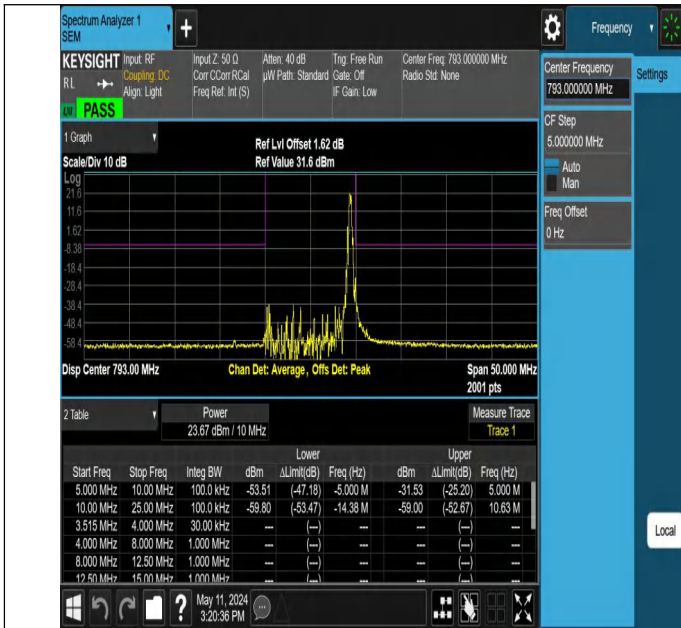 Spectrum Analyzer 1
SEM
+
Frequency
KEYSIGHT
RL
PASS
Input: RF
Coupling: DC
Align: Light
Input Z: 50 Ω
Corr CCorr RCal
Freq Ref: Int (S)
Atten: 40 dB
µW Path: Standard
Trig: Free Run
Gate: Off
IF Gain: Low
Center Freq: 793.000000 MHz
Radio Std: None
Center Frequency
793.000000 MHz
Settings
CF Step
5.000000 MHz
Auto
Man
Freq Offset
0 Hz
1 Graph
Scale/Div 10 dB
Ref Lvl Offset 1.62 dB
Ref Value 31.6 dBm
Log
21.6
11.6
1.62
-8.38
-18.4
-28.4
-38.4
-48.4
-58.4
Disp Center 793.00 MHz
Chan Det: Average, Offs Det: Peak
Span 50.000 MHz
2001 pts
2 Table
Power
23.67 dBm / 10 MHz
Measure Trace
Trace 1
Lower Upper
Start Freq Stop Freq Integ BW dBm ΔLimit(dB) Freq (Hz) dBm ΔLimit(dB) Freq (Hz)
5.000 MHz 10.00 MHz 100.0 kHz -53.51 (-47.18) -5.000 M -31.53 (-25.20) 5.000 M
10.00 MHz 25.00 MHz 100.0 kHz -59.80 (-53.47) -14.38 M -59.00 (-52.67) 10.63 M
3.515 MHz 4.000 MHz 30.00 kHz --- (---) --- --- (---) ---
4.000 MHz 8.000 MHz 1.000 MHz --- (---) --- --- (---) ---
8.000 MHz 12.50 MHz 1.000 MHz --- (---) --- --- (---) ---
12.50 MHz 15.00 MHz 1.000 MHz --- (---) --- --- (---) ---
Local
?
May 11, 2024
3:20:36 PM